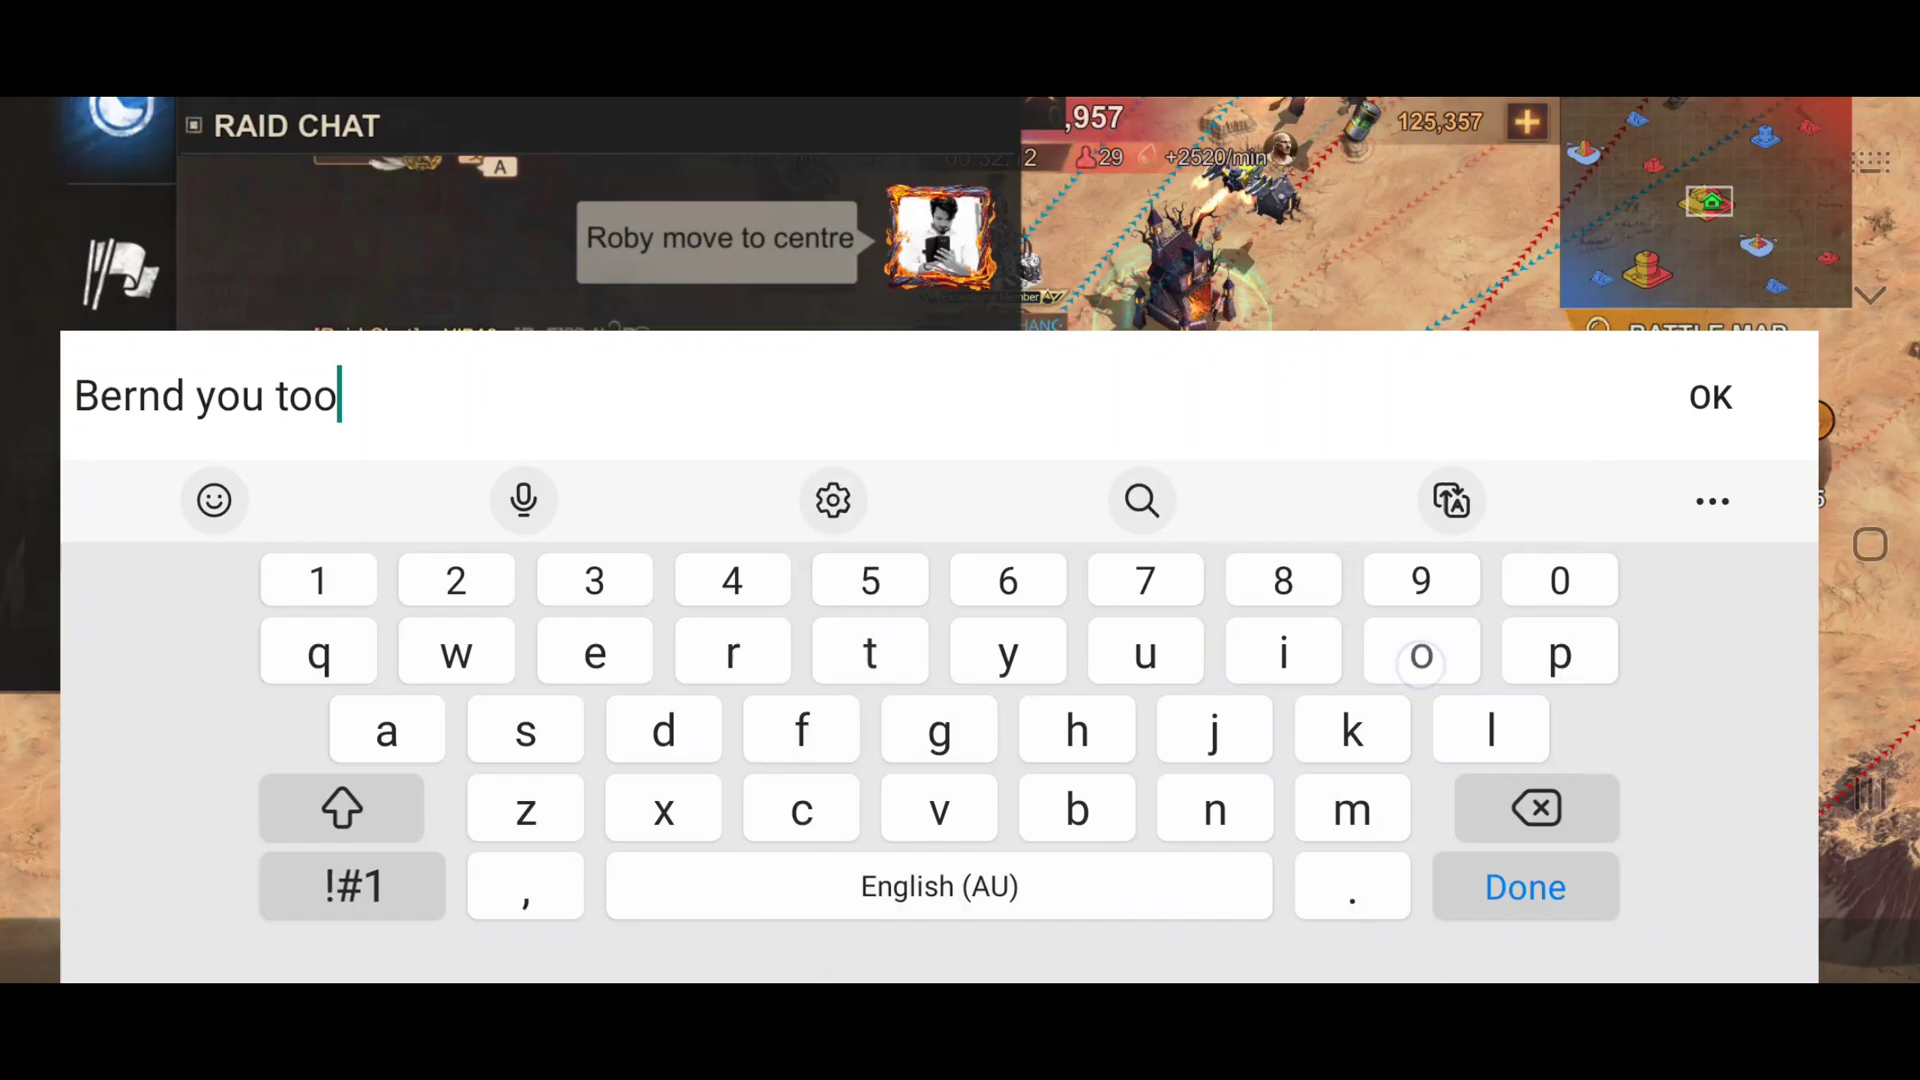 RAID CHAT
,957
125,357
A
2
29
+2520/min
Roby move to centre
Member
Bernd you too
OK
1 2 3 4 5 6 7 8 9 0
q w e r t y u i o p
a s d f g h j k l
z x c v b n m
!#1 , English (AU) . Done